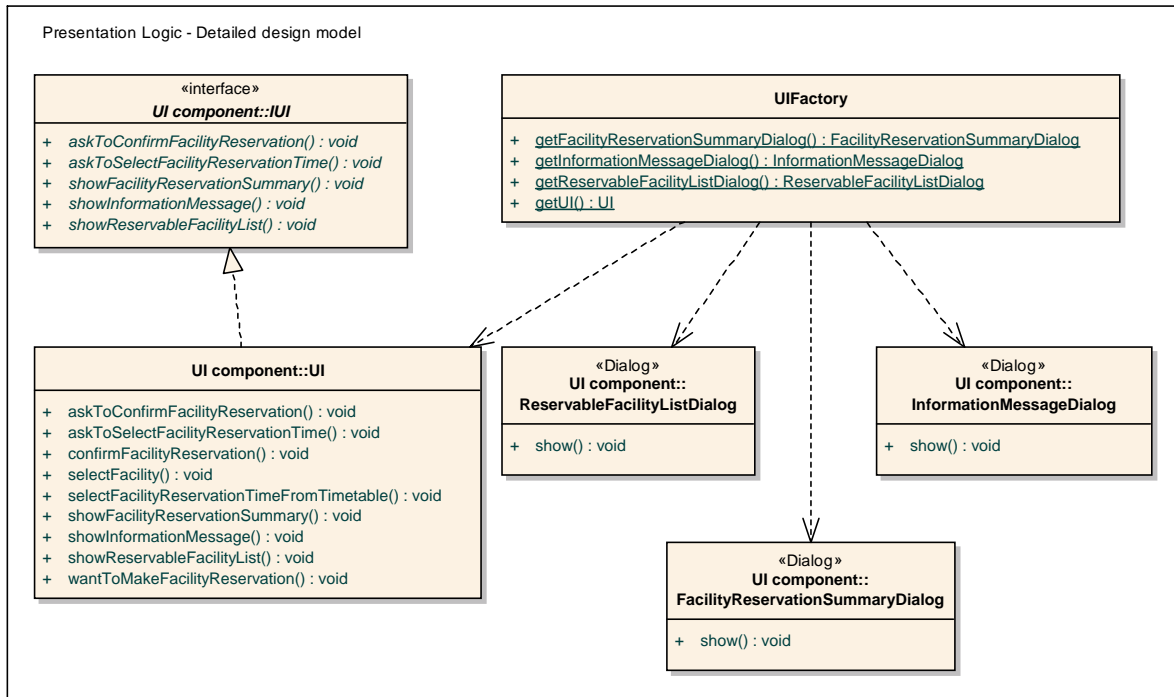 Presentation Logic - Detailed design model
«interface»
UI component::IUI
+ askToConfirmFacilityReservation() : void
+ askToSelectFacilityReservationTime() : void
+ showFacilityReservationSummary() : void
+ showInformationMessage() : void
+ showReservableFacilityList() : void
UIFactory
+ getFacilityReservationSummaryDialog() : FacilityReservationSummaryDialog
+ getInformationMessageDialog() : InformationMessageDialog
+ getReservableFacilityListDialog() : ReservableFacilityListDialog
+ getUI() : UI
UI component::UI
+ askToConfirmFacilityReservation() : void
+ askToSelectFacilityReservationTime() : void
+ confirmFacilityReservation() : void
+ selectFacility() : void
+ selectFacilityReservationTimeFromTimetable() : void
+ showFacilityReservationSummary() : void
+ showInformationMessage() : void
+ showReservableFacilityList() : void
+ wantToMakeFacilityReservation() : void
«Dialog»
UI component::
ReservableFacilityListDialog
+ show() : void
«Dialog»
UI component::
InformationMessageDialog
+ show() : void
«Dialog»
UI component::
FacilityReservationSummaryDialog
+ show() : void